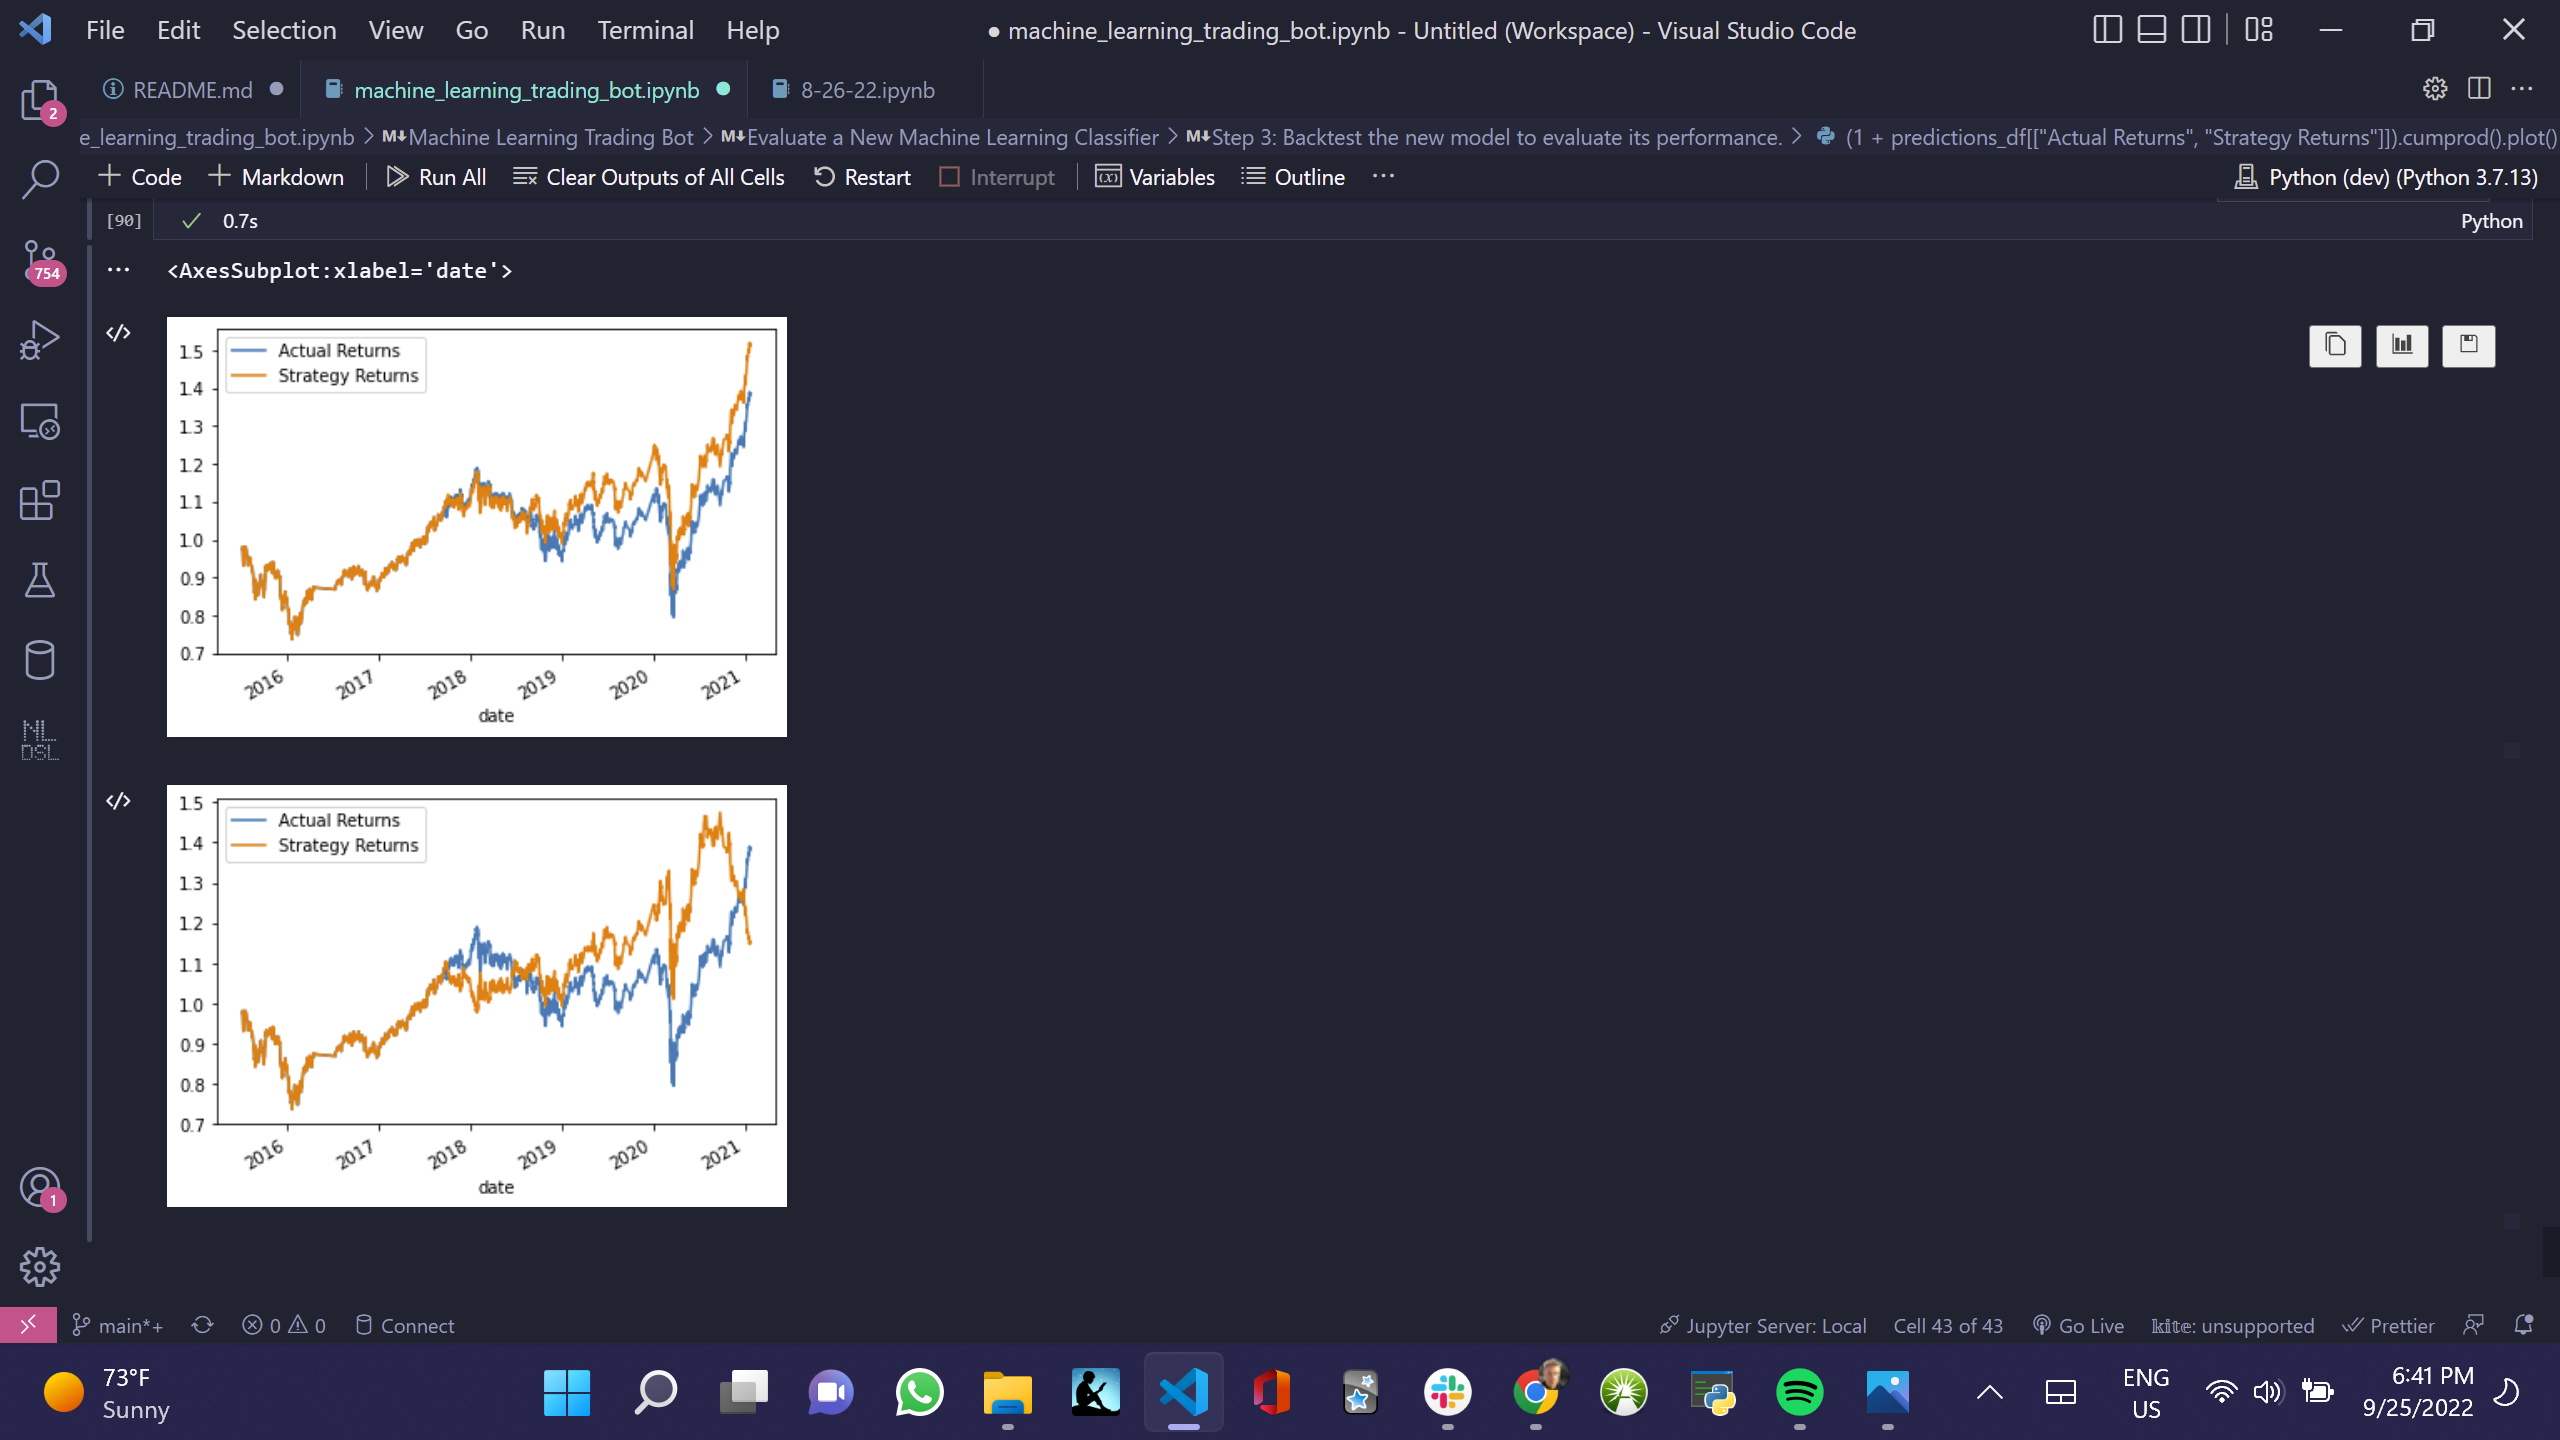 File Edit Selection View Go Run Terminal Help
● machine_learning_trading_bot.ipynb - Untitled (Workspace) - Visual Studio Code
README.md
machine_learning_trading_bot.ipynb
8-26-22.ipynb
e_learning_trading_bot.ipynb > M↓Machine Learning Trading Bot > M↓Evaluate a New Machine Learning Classifier > M↓Step 3: Backtest the new model to evaluate its performance. > (1 + predictions_df[["Actual Returns", "Strategy Returns"]]).cumprod().plot()
+ Code + Markdown Run All Clear Outputs of All Cells Restart Interrupt Variables Outline ... Python (dev) (Python 3.7.13)
[90] ✓ 0.7s Python
<AxesSubplot:xlabel='date'>
Actual Returns
Strategy Returns
1.5
1.4
1.3
1.2
1.1
1.0
0.9
0.8
0.7
2016 2017 2018 2019 2020 2021
date
Actual Returns
Strategy Returns
1.5
1.4
1.3
1.2
1.1
1.0
0.9
0.8
0.7
2016 2017 2018 2019 2020 2021
date
2
754
NL
DSL
1
main*+ 0 0 Connect
Jupyter Server: Local Cell 43 of 43 Go Live kite: unsupported Prettier
73°F
Sunny
ENG
US
6:41 PM
9/25/2022